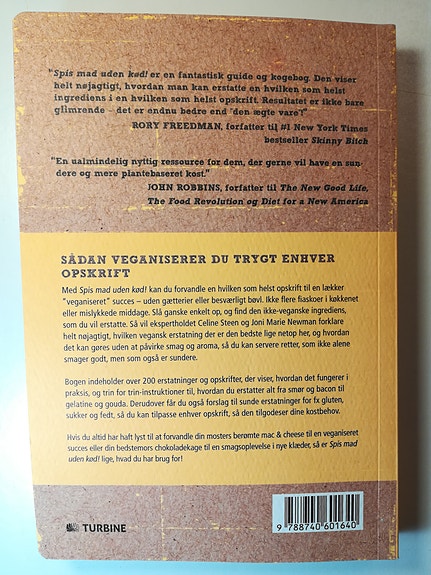 "Spis mad uden kød! er en fantastisk guide og kogebog. Den viser
helt nøjagtigt, hvordan man kan erstatte en hvilken som helst
ingrediens i en hvilken som helst opskrift. Resultatet er ikke bare
glimrende – det er endnu bedre end "den ægte vare"!"
RORY FREEDMAN, forfatter til #1 New York Times
bestseller Skinny Bitch
"En ualmindelig nyttig ressource for dem, der gerne vil have en sun-
dere og mere plantebaseret kost."
JOHN ROBBINS, forfatter til The New Good Life,
The Food Revolution og Diet for a New America
SÅDAN VEGANISERER DU TRYGT ENHVER
OPSKRIFT
Med Spis mad uden kød! kan du forvandle en hvilken som helst opskrift til en lækker
"veganiseret" succes – uden gætterier eller besværligt bøvl. Ikke flere fiaskoer i køkkenet
eller mislykkede middage. Slå ganske enkelt op, og find den ikke-veganske ingrediens,
som du vil erstatte. Så vil ekspertholdet Celine Steen og Joni Marie Newman forklare
helt nøjagtigt, hvilken vegansk erstatning der er den bedste lige netop her, og hvordan
det kan gøres uden at påvirke smag og aroma, så du kan servere retter, som ikke alene
smager godt, men som også er sundere.
Bogen indeholder over 200 erstatninger og opskrifter, der viser, hvordan det fungerer i
praksis, og trin for trin-instruktioner til, hvordan du erstatter alt fra smør og bacon til
gelatine og gouda. Derudover får du også forslag til sunde erstatninger for fx gluten,
sukker og fedt, så du kan tilpasse enhver opskrift, så den tilgodeser dine kostbehov.
Hvis du altid har haft lyst til at forvandle din mosters berømte mac & cheese til en veganiseret
succes eller din bedstemors chokoladekage til en smagsoplevelse i nye klæder, så er Spis mad
uden kød! lige, hvad du har brug for!
TURBINE
9 788740 601640